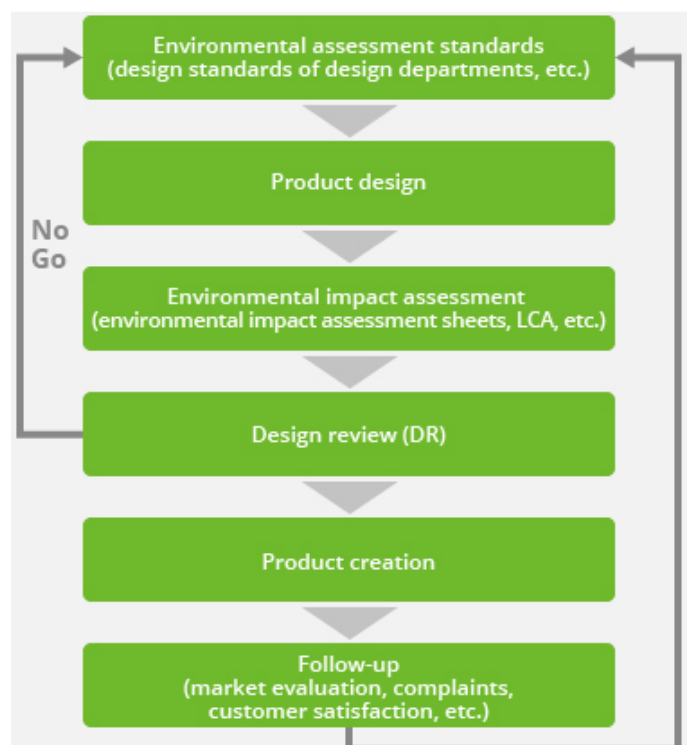 Environmental assessment standards
(design standards of design departments, etc.)
Product design
No
Go
Environmental impact assessment
(environmental impact assessment sheets, LCA, etc.)
Design review (DR)
Product creation
Follow-up
(market evaluation, complaints,
customer satisfaction, etc.)